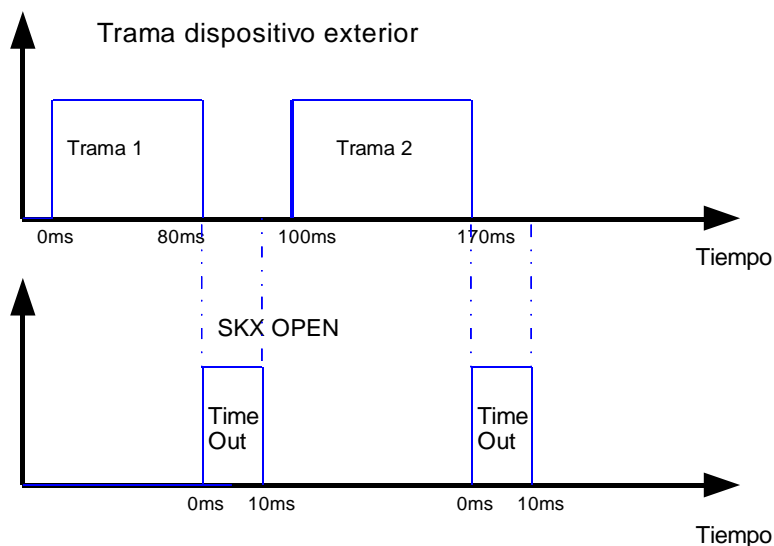 Trama dispositivo exterior
Trama 1
Trama 2
0ms
80ms
100ms
170ms
Tiempo
SKX OPEN
Time
Out
Time
Out
0ms
10ms
0ms
10ms
Tiempo